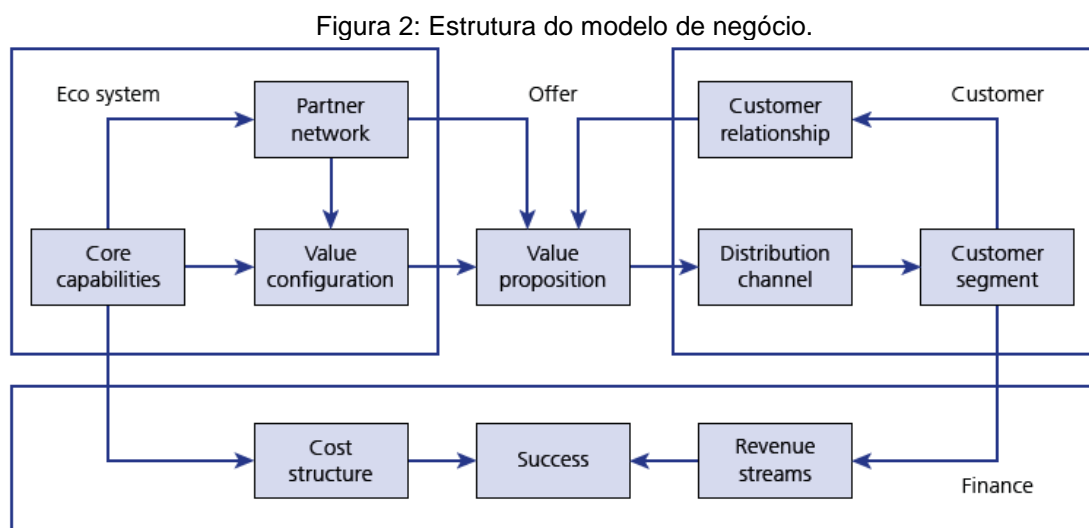 Figura 2: Estrutura do modelo de negócio.
Eco system
Partner
network
Offer
Customer
relationship
Customer
Core
capabilities
Value
configuration
Value
proposition
Distribution
channel
Customer
segment
Cost
structure
Success
Revenue
streams
Finance